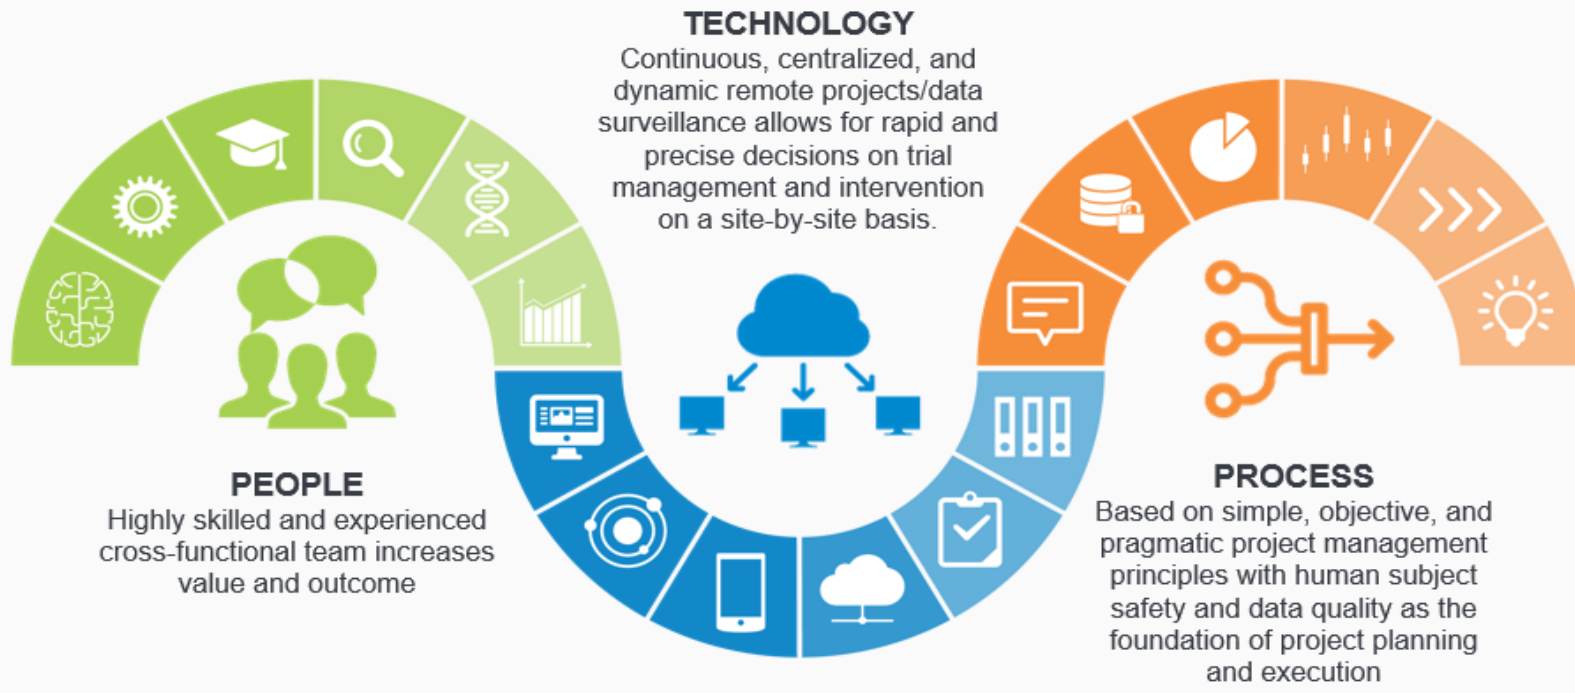 TECHNOLOGY
Continuous, centralized, and
dynamic remote projects/data
surveillance allows for rapid and
precise decisions on trial
management and intervention
on a site-by-site basis.
PEOPLE
Highly skilled and experienced
cross-functional team increases
value and outcome
PROCESS
Based on simple, objective, and
pragmatic project management
principles with human subject
safety and data quality as the
foundation of project planning
and execution